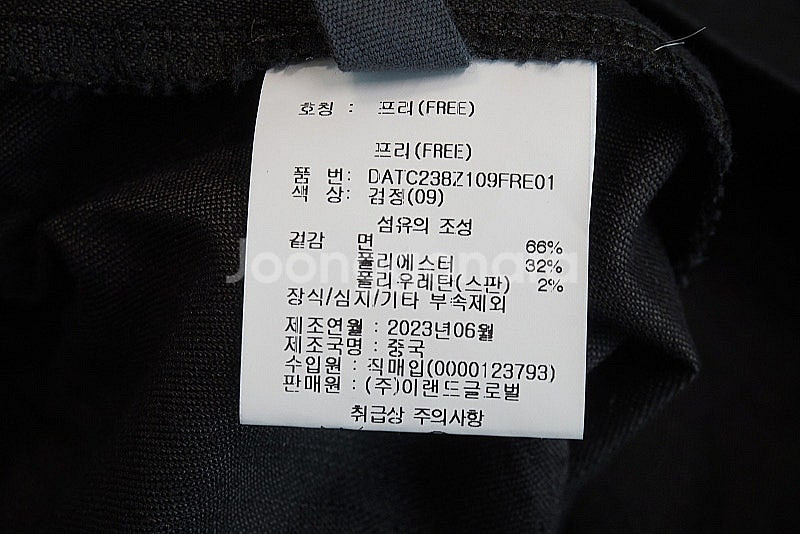 호칭 : 프리(FREE)
프리(FREE)
품 번: DATC238Z109FRE01
색 상: 검정(09)
섬유의 조성
겉감 면 66%
폴리에스터 32%
폴리우레탄(스판) 2%
장식/심지/기타 부속제외
제조연월 : 2023년06월
제조국명 : 중국
수입원 : 직매입(0000123793)
판매원 : (주)이랜드글로벌
취급상 주의사항